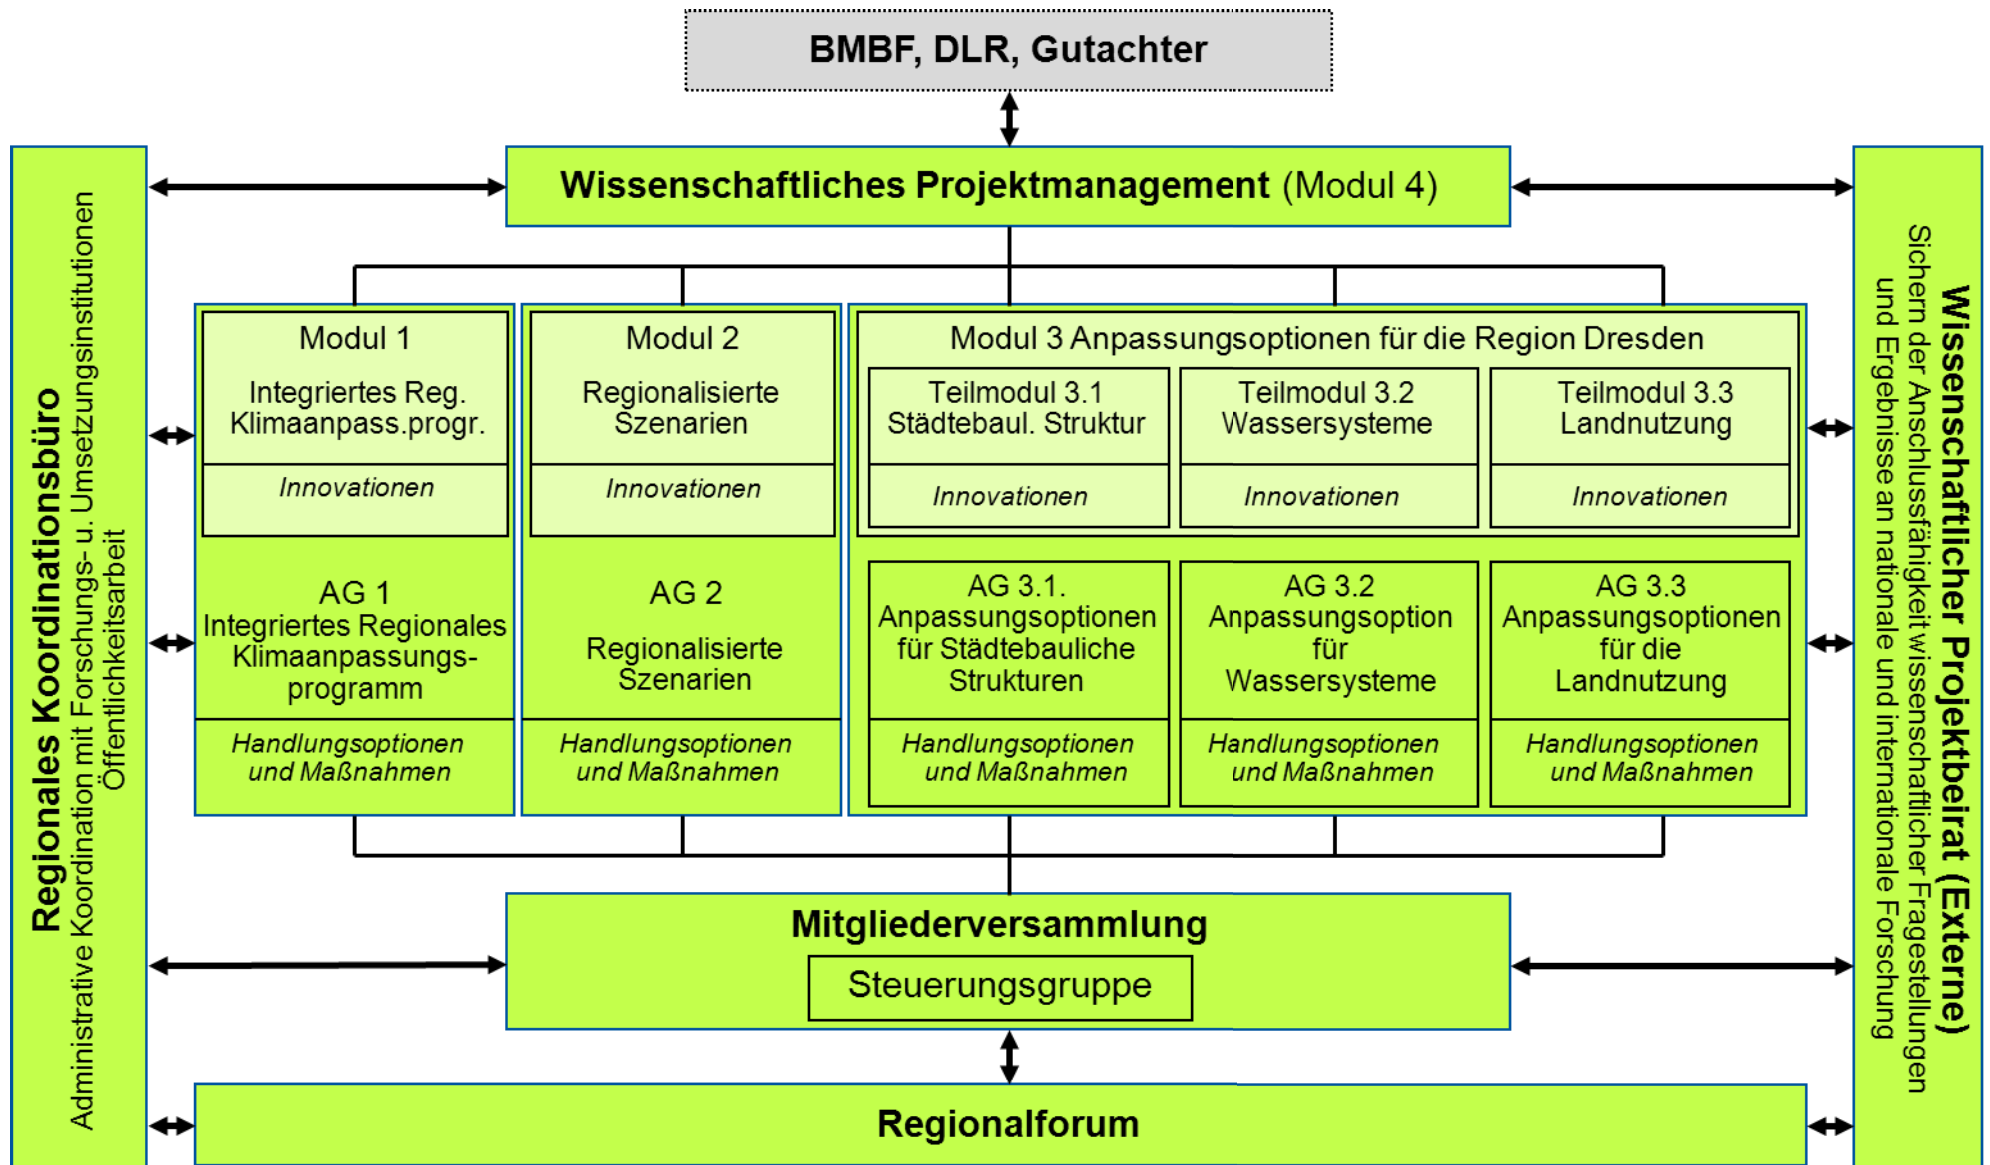 BMBF, DLR, Gutachter
Wissenschaftliches Projektmanagement (Modul 4)
Regionales Koordinationsbüro
Administrative Koordination mit Forschungs- u. Umsetzungsinstitutionen
Öffentlichkeitsarbeit
Modul 1
Integriertes Reg.
Klimaanpass.progr.
Innovationen
AG 1
Integriertes Regionales
Klimaanpassungs-
programm
Handlungsoptionen
und Maßnahmen
Modul 2
Regionalisierte
Szenarien
Innovationen
AG 2
Regionalisierte
Szenarien
Handlungsoptionen
und Maßnahmen
Modul 3 Anpassungsoptionen für die Region Dresden
Teilmodul 3.1
Städtebaul. Struktur
Innovationen
AG 3.1.
Anpassungsoptionen
für Städtebauliche
Strukturen
Handlungsoptionen
und Maßnahmen
Teilmodul 3.2
Wassersysteme
Innovationen
AG 3.2
Anpassungsoption
für
Wassersysteme
Handlungsoptionen
und Maßnahmen
Teilmodul 3.3
Landnutzung
Innovationen
AG 3.3
Anpassungsoptionen
für die
Landnutzung
Handlungsoptionen
und Maßnahmen
Wissenschaftlicher Projektbeirat (Externe)
Sichern der Anschlussfähigkeit wissenschaftlicher Fragestellungen
und Ergebnisse an nationale und internationale Forschung
Mitgliederversammlung
Steuerungsgruppe
Regionalforum